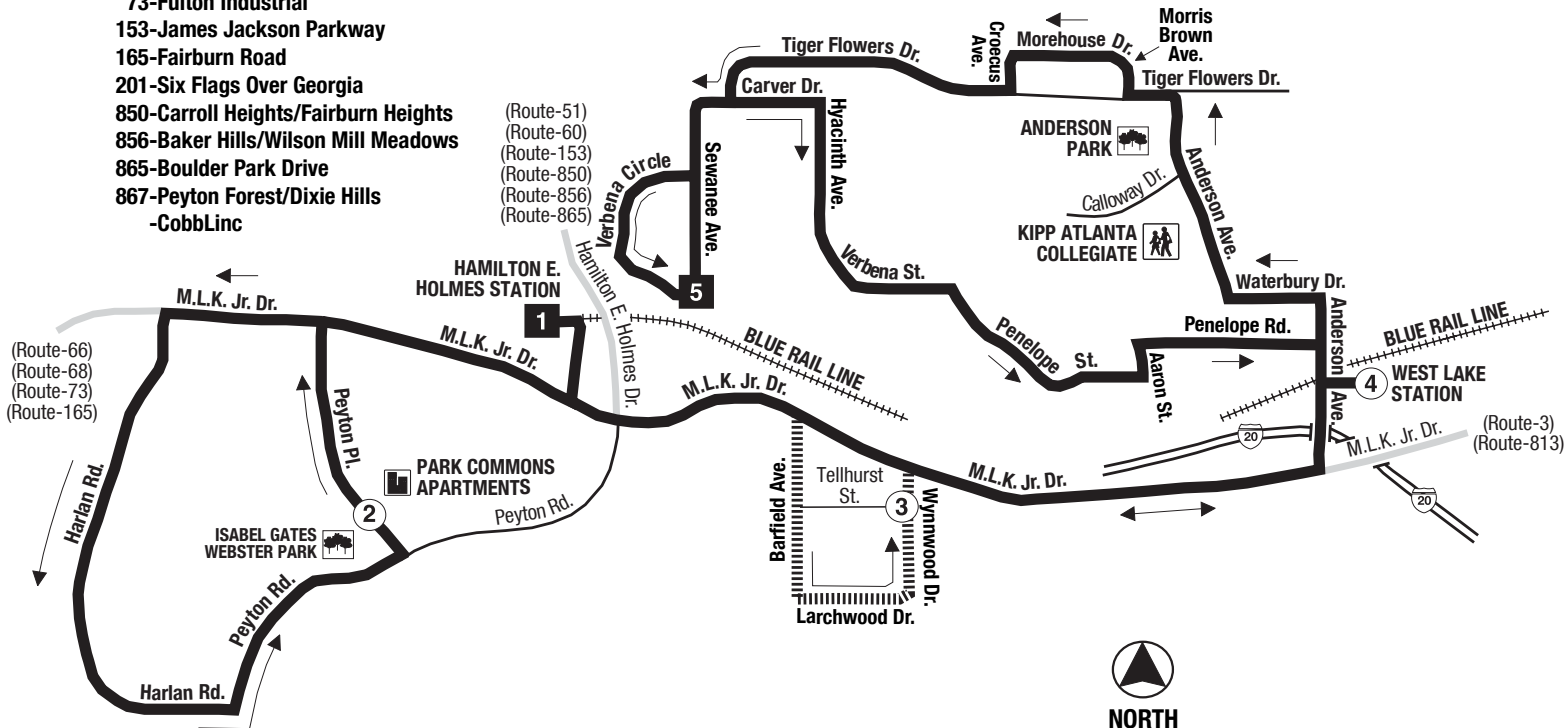 73-Fulton Industrial
153-James Jackson Parkway
165-Fairburn Road
201-Six Flags Over Georgia
850-Carroll Heights/Fairburn Heights
856-Baker Hills/Wilson Mill Meadows
865-Boulder Park Drive
867-Peyton Forest/Dixie Hills
-CobbLinc
(Route-51)
(Route-60)
(Route-153)
(Route-850)
(Route-856)
(Route-865)
Tiger Flowers Dr.
Croecus
Ave.
Morehouse Dr.
Morris
Brown
Ave.
Tiger Flowers Dr.
Carver Dr.
Hyacinth Ave.
ANDERSON
PARK
Verbena Circle
Sewanee Ave.
Calloway Dr.
Anderson Ave.
KIPP ATLANTA
COLLEGIATE
Verbena St.
Waterbury Dr.
HAMILTON E.
HOLMES STATION
Hamilton E. Holmes Dr.
5
1
M.L.K. Jr. Dr.
M.L.K. Jr. Dr.
BLUE RAIL LINE
M.L.K. Jr. Dr.
Penelope St.
Penelope Rd.
Aaron St.
Anderson Ave.
BLUE RAIL LINE
4
WEST LAKE
STATION
(Route-66)
(Route-68)
(Route-73)
(Route-165)
(Route-3)
(Route-813)
M.L.K. Jr. Dr.
20
20
M.L.K. Jr. Dr.
Harlan Rd.
Peyton Pl.
PARK COMMONS
APARTMENTS
2
ISABEL GATES
WEBSTER PARK
Peyton Rd.
Peyton Rd.
Harlan Rd.
Barfield Ave.
Tellhurst
St.
3
Wynnwood Dr.
Larchwood Dr.
NORTH